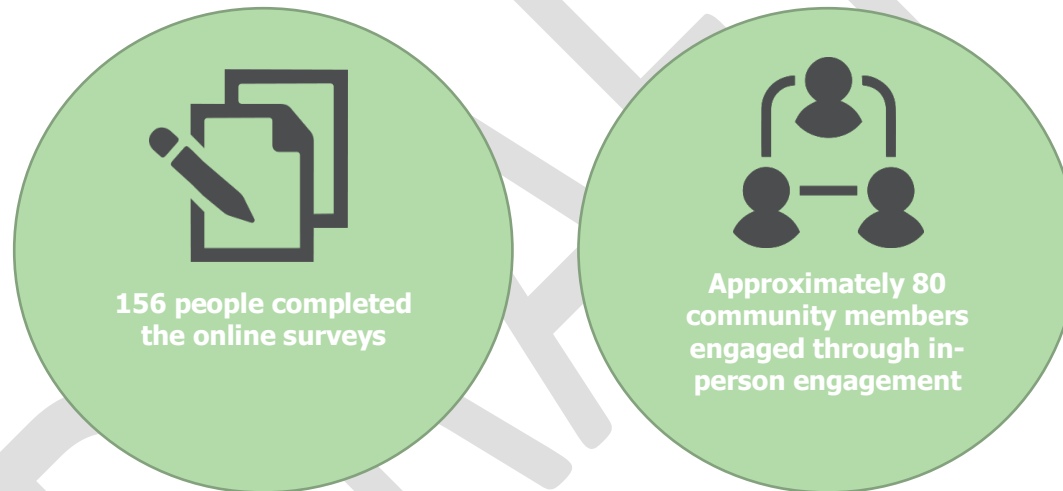 156 people completed
the online surveys
Approximately 80
community members
engaged through in-
person engagement